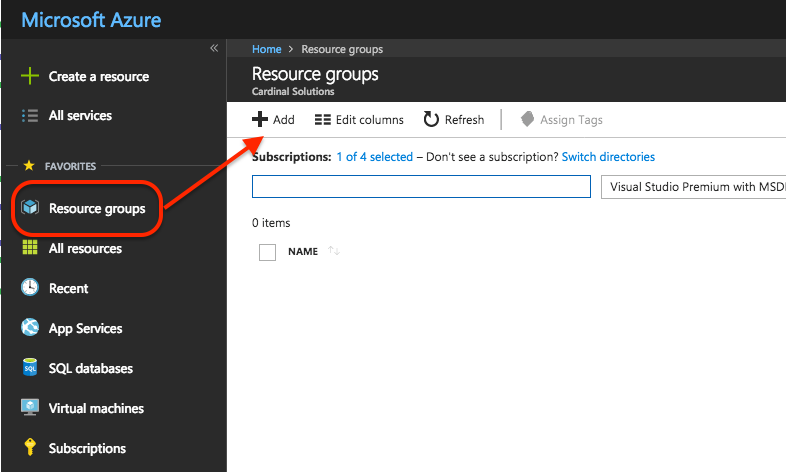 Microsoft Azure
Create a resource
All services
FAVORITES
Resource groups
All resources
Recent
App Services
SQL databases
Virtual machines
Subscriptions
Home > Resource groups
Resource groups
Cardinal Solutions
Add Edit columns Refresh Assign Tags
Subscriptions: 1 of 4 selected – Don't see a subscription? Switch directories
Visual Studio Premium with MSD
0 items
NAME